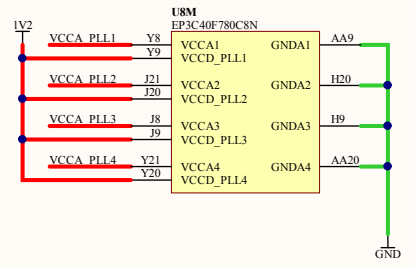 U8M
1V2
EP3C40F780C8N
VCCA_PLL1 Y8 VCCA1 GNDA1 AA9
Y9 VCCD_PLL1
VCCA_PLL2 J21 VCCA2 GNDA2 H20
J20 VCCD_PLL2
VCCA_PLL3 J8 VCCA3 GNDA3 H9
J9 VCCD_PLL3
VCCA_PLL4 Y21 VCCA4 GNDA4 AA20
Y20 VCCD_PLL4
GND